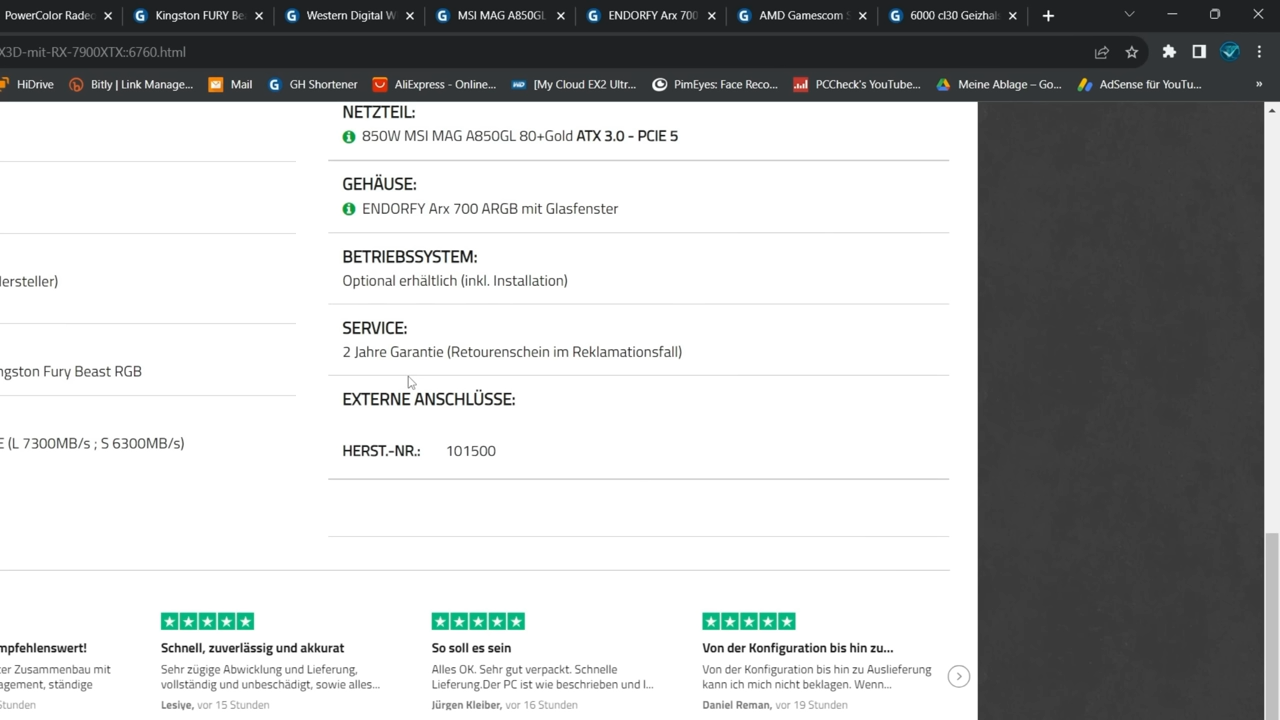 PowerColor Radeo
Kingston FURY Be
Western Digital W
MSI MAG A850GL
ENDORFY Arx 700
AMD Gamescom S
6000 cl30 Geizhals
X3D-mit-RX-7900XTX::6760.html
HiDrive
Bitly | Link Manage...
Mail
GH Shortener
AliExpress - Online...
[My Cloud EX2 Ultr...
PimEyes: Face Reco...
PCCheck's YouTube...
Meine Ablage – Go...
AdSense für YouTu...
»
NETZTEIL:
850W MSI MAG A850GL 80+Gold ATX 3.0 - PCIE 5
GEHÄUSE:
ENDORFY Arx 700 ARGB mit Glasfenster
BETRIEBSSYSTEM:
Optional erhältlich (inkl. Installation)
SERVICE:
2 Jahre Garantie (Retourenschein im Reklamationsfall)
EXTERNE ANSCHLÜSSE:
HERST.-NR.: 101500
Hersteller)
ngston Fury Beast RGB
E (L 7300MB/s ; S 6300MB/s)
mpfehlenswert!
ter Zusammenbau mit
agement, ständige
Stunden
Schnell, zuverlässig und akkurat
Sehr zügige Abwicklung und Lieferung,
vollständig und unbeschädigt, sowie alles...
Lesiye, vor 15 Stunden
So soll es sein
Alles OK. Sehr gut verpackt. Schnelle
Lieferung.Der PC ist wie beschrieben und l...
Jürgen Kleiber, vor 16 Stunden
Von der Konfiguration bis hin zu...
Von der Konfiguration bis hin zu Auslieferung
kann ich mich nicht beklagen. Wenn...
Daniel Reman, vor 19 Stunden